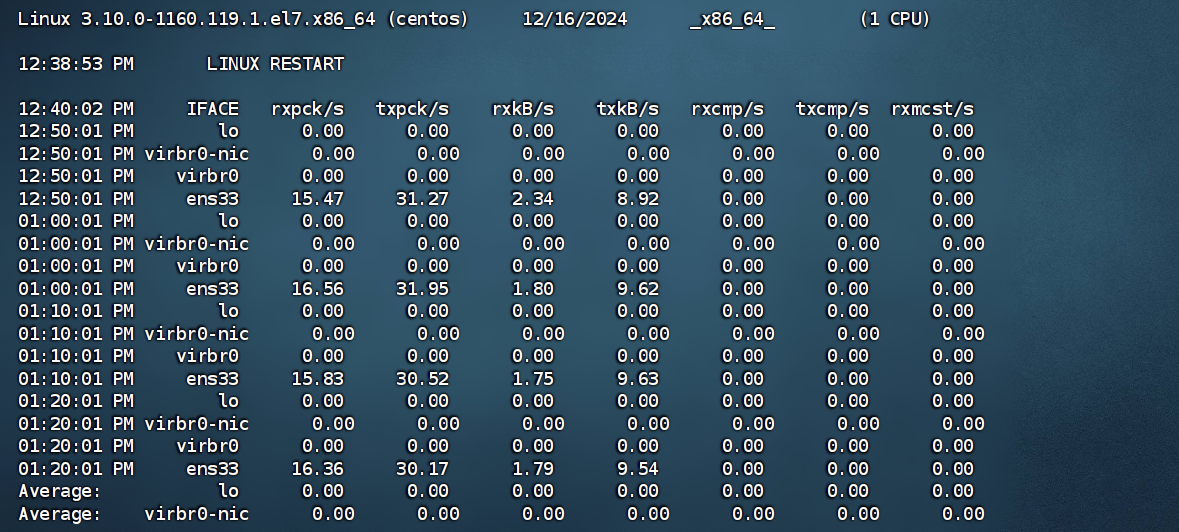 Linux 3.10.0-1160.119.1.el7.x86_64 (centos) 12/16/2024 _x86_64_ (1 CPU)
12:38:53 PM LINUX RESTART
12:40:02 PM IFACE rxpck/s txpck/s rxkB/s txkB/s rxcmp/s txcmp/s rxmcst/s
12:50:01 PM lo 0.00 0.00 0.00 0.00 0.00 0.00 0.00
12:50:01 PM virbr0-nic 0.00 0.00 0.00 0.00 0.00 0.00 0.00
12:50:01 PM virbr0 0.00 0.00 0.00 0.00 0.00 0.00 0.00
12:50:01 PM ens33 15.47 31.27 2.34 8.92 0.00 0.00 0.00
01:00:01 PM lo 0.00 0.00 0.00 0.00 0.00 0.00 0.00
01:00:01 PM virbr0-nic 0.00 0.00 0.00 0.00 0.00 0.00 0.00
01:00:01 PM virbr0 0.00 0.00 0.00 0.00 0.00 0.00 0.00
01:00:01 PM ens33 16.56 31.95 1.80 9.62 0.00 0.00 0.00
01:10:01 PM lo 0.00 0.00 0.00 0.00 0.00 0.00 0.00
01:10:01 PM virbr0-nic 0.00 0.00 0.00 0.00 0.00 0.00 0.00
01:10:01 PM virbr0 0.00 0.00 0.00 0.00 0.00 0.00 0.00
01:10:01 PM ens33 15.83 30.52 1.75 9.63 0.00 0.00 0.00
01:20:01 PM lo 0.00 0.00 0.00 0.00 0.00 0.00 0.00
01:20:01 PM virbr0-nic 0.00 0.00 0.00 0.00 0.00 0.00 0.00
01:20:01 PM virbr0 0.00 0.00 0.00 0.00 0.00 0.00 0.00
01:20:01 PM ens33 16.36 30.17 1.79 9.54 0.00 0.00 0.00
Average: lo 0.00 0.00 0.00 0.00 0.00 0.00 0.00
Average: virbr0-nic 0.00 0.00 0.00 0.00 0.00 0.00 0.00